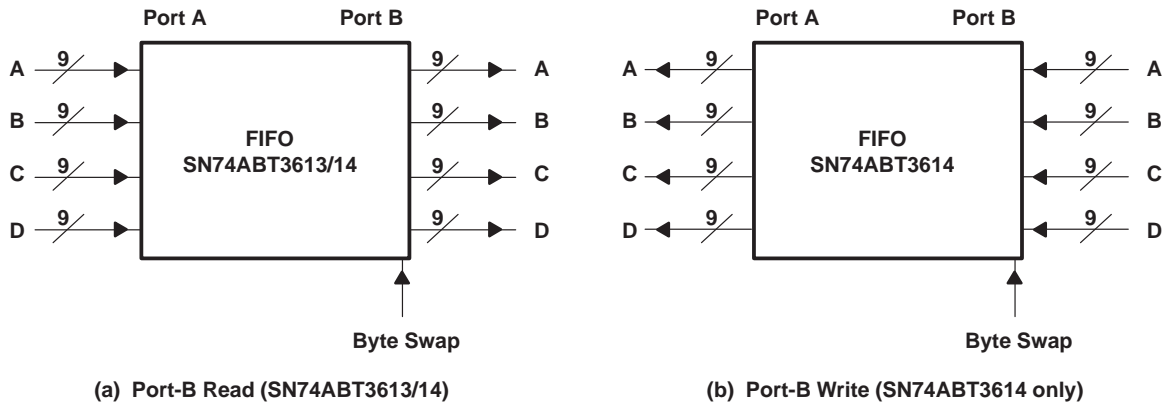 Port A Port B Port A Port B
A 9 9 A A 9 9 A
B 9 9 B B 9 9 B
FIFO FIFO
SN74ABT3613/14 SN74ABT3614
C 9 9 C C 9 9 C
D 9 9 D D 9 9 D
Byte Swap Byte Swap
(a) Port-B Read (SN74ABT3613/14) (b) Port-B Write (SN74ABT3614 only)